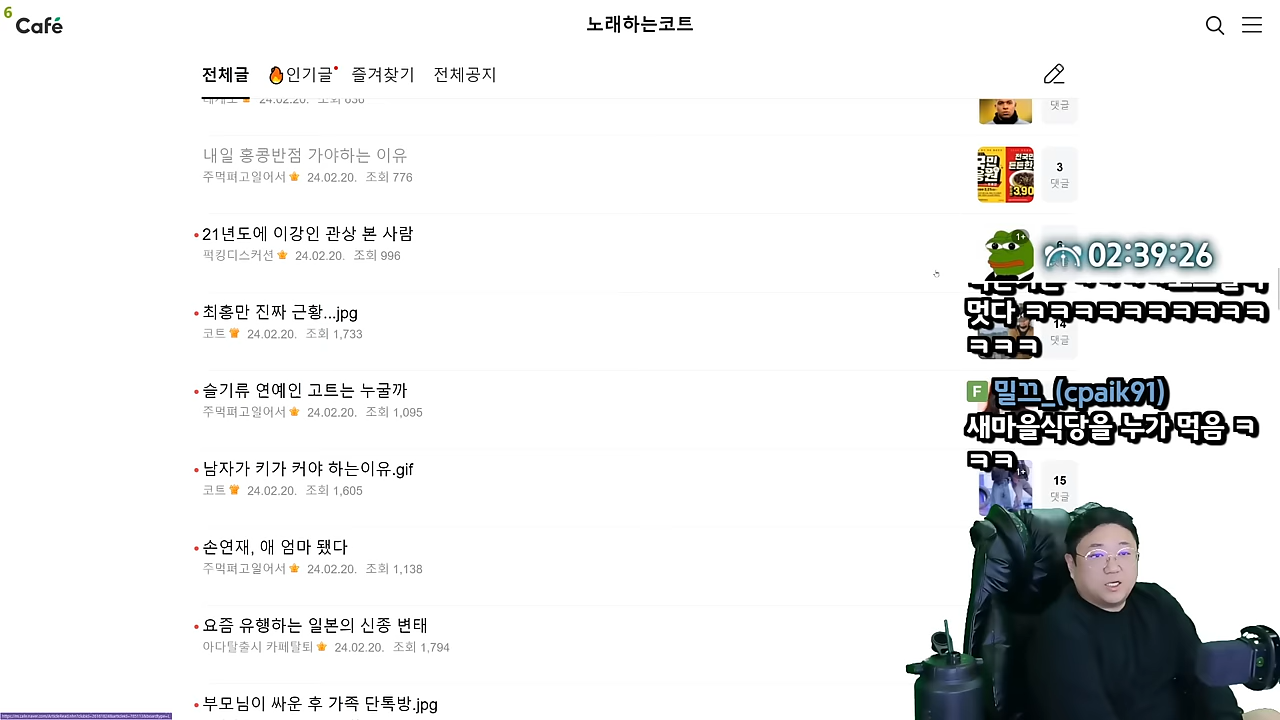 6
Café
노래하는코트
전체글
🔥인기글
즐겨찾기
전체공지
24.02.20. 조회 630
댓글
내일 홍콩반점 가야하는 이유
주먹펴고일어서 24.02.20. 조회 776
3
댓글
21년도에 이강인 관상 본 사람
퍽킹디스커션 24.02.20. 조회 996
1+
02:39:26
멋다 ㅋㅋㅋㅋㅋㅋㅋㅋㅋㅋ
ㅋㅋㅋ
최홍만 진짜 근황...jpg
코트 24.02.20. 조회 1,733
14
댓글
슬기류 연예인 고트는 누굴까
주먹펴고일어서 24.02.20. 조회 1,095
F 밀끄_(cpaik91)
새마을식당을 누가 먹음 ㅋ
ㅋㅋ
남자가 키가 커야 하는이유.gif
코트 24.02.20. 조회 1,605
1+
15
댓글
손연재, 애 엄마 됐다
주먹펴고일어서 24.02.20. 조회 1,138
요즘 유행하는 일본의 신종 변태
아다탈출시 카페탈퇴 24.02.20. 조회 1,794
부모님이 싸운 후 가족 단톡방.jpg